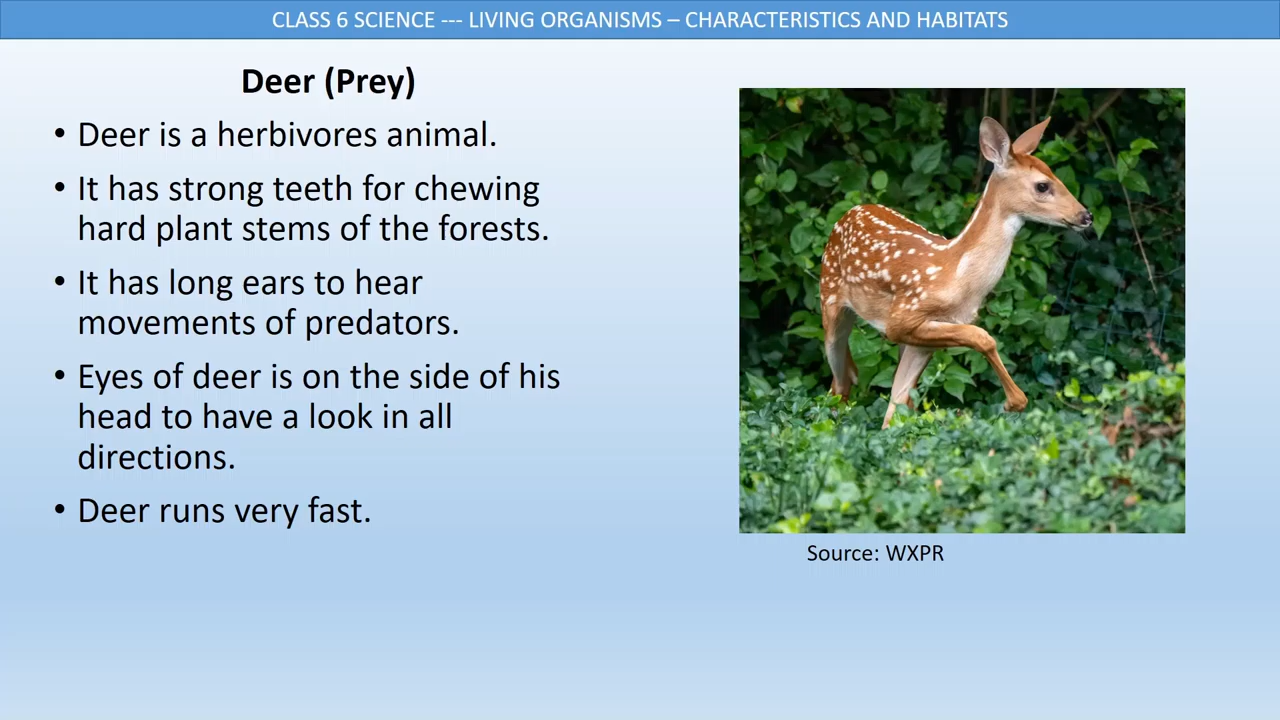 CLASS 6 SCIENCE --- LIVING ORGANISMS – CHARACTERISTICS AND HABITATS
Deer (Prey)
• Deer is a herbivores animal.
• It has strong teeth for chewing
hard plant stems of the forests.
• It has long ears to hear
movements of predators.
• Eyes of deer is on the side of his
head to have a look in all
directions.
• Deer runs very fast.
Source: WXPR